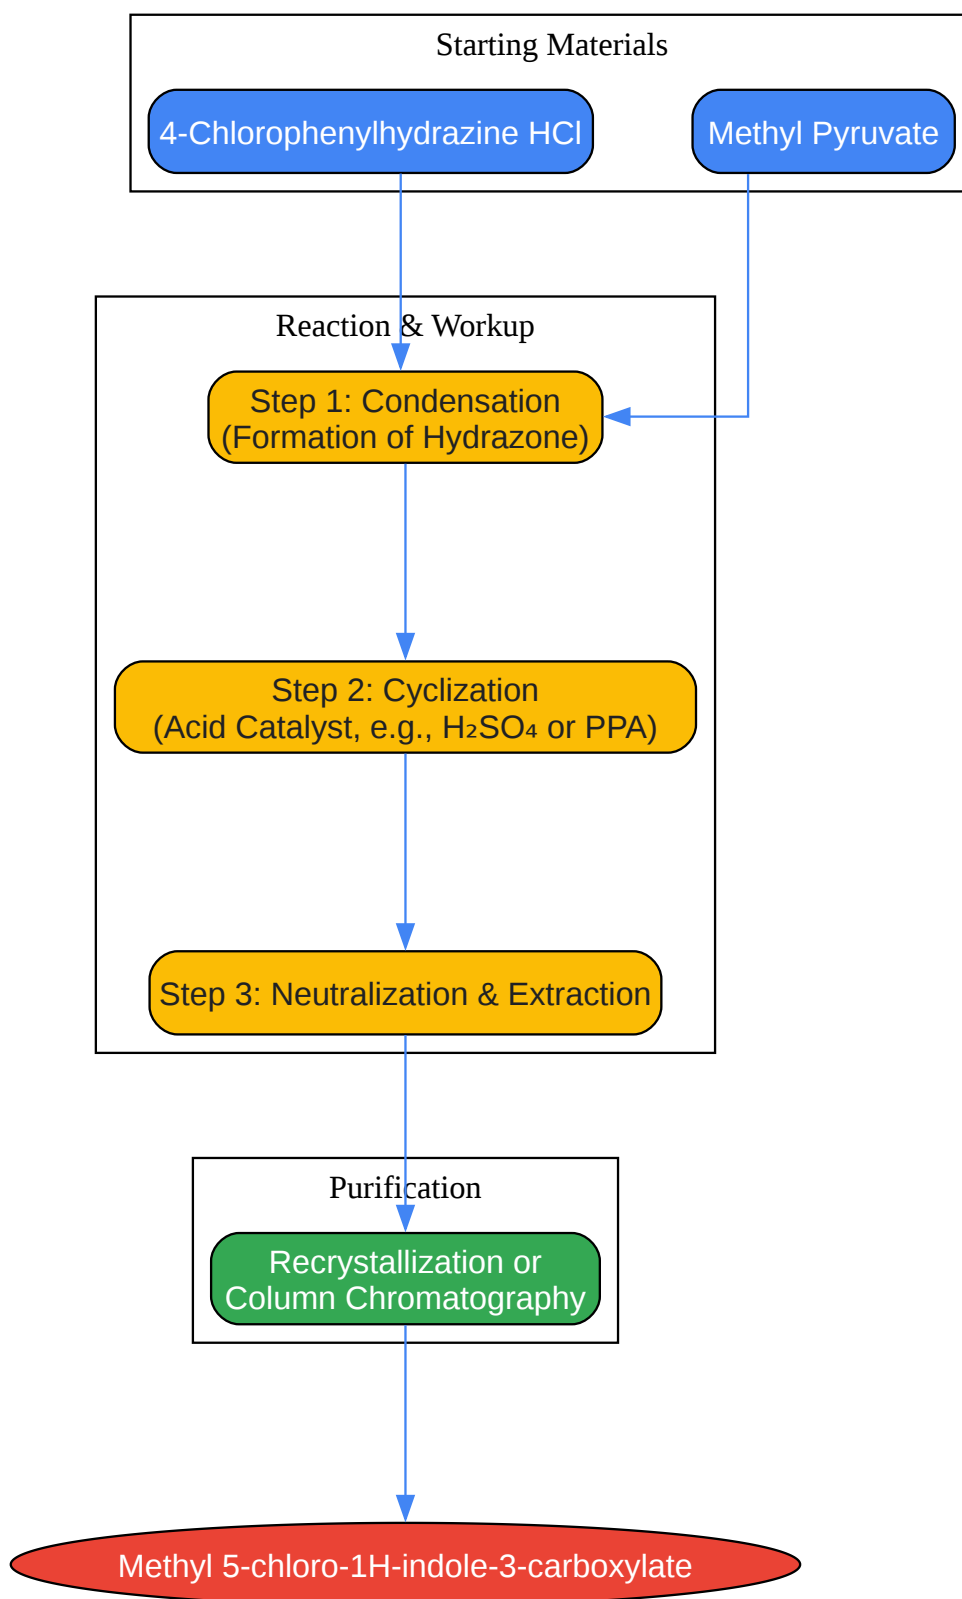 Starting Materials
4-Chlorophenylhydrazine HCl
Methyl Pyruvate
Reaction & Workup
Step 1: Condensation
(Formation of Hydrazone)
Step 2: Cyclization
(Acid Catalyst, e.g., H₂SO₄ or PPA)
Step 3: Neutralization & Extraction
Purification
Recrystallization or
Column Chromatography
Methyl 5-chloro-1H-indole-3-carboxylate